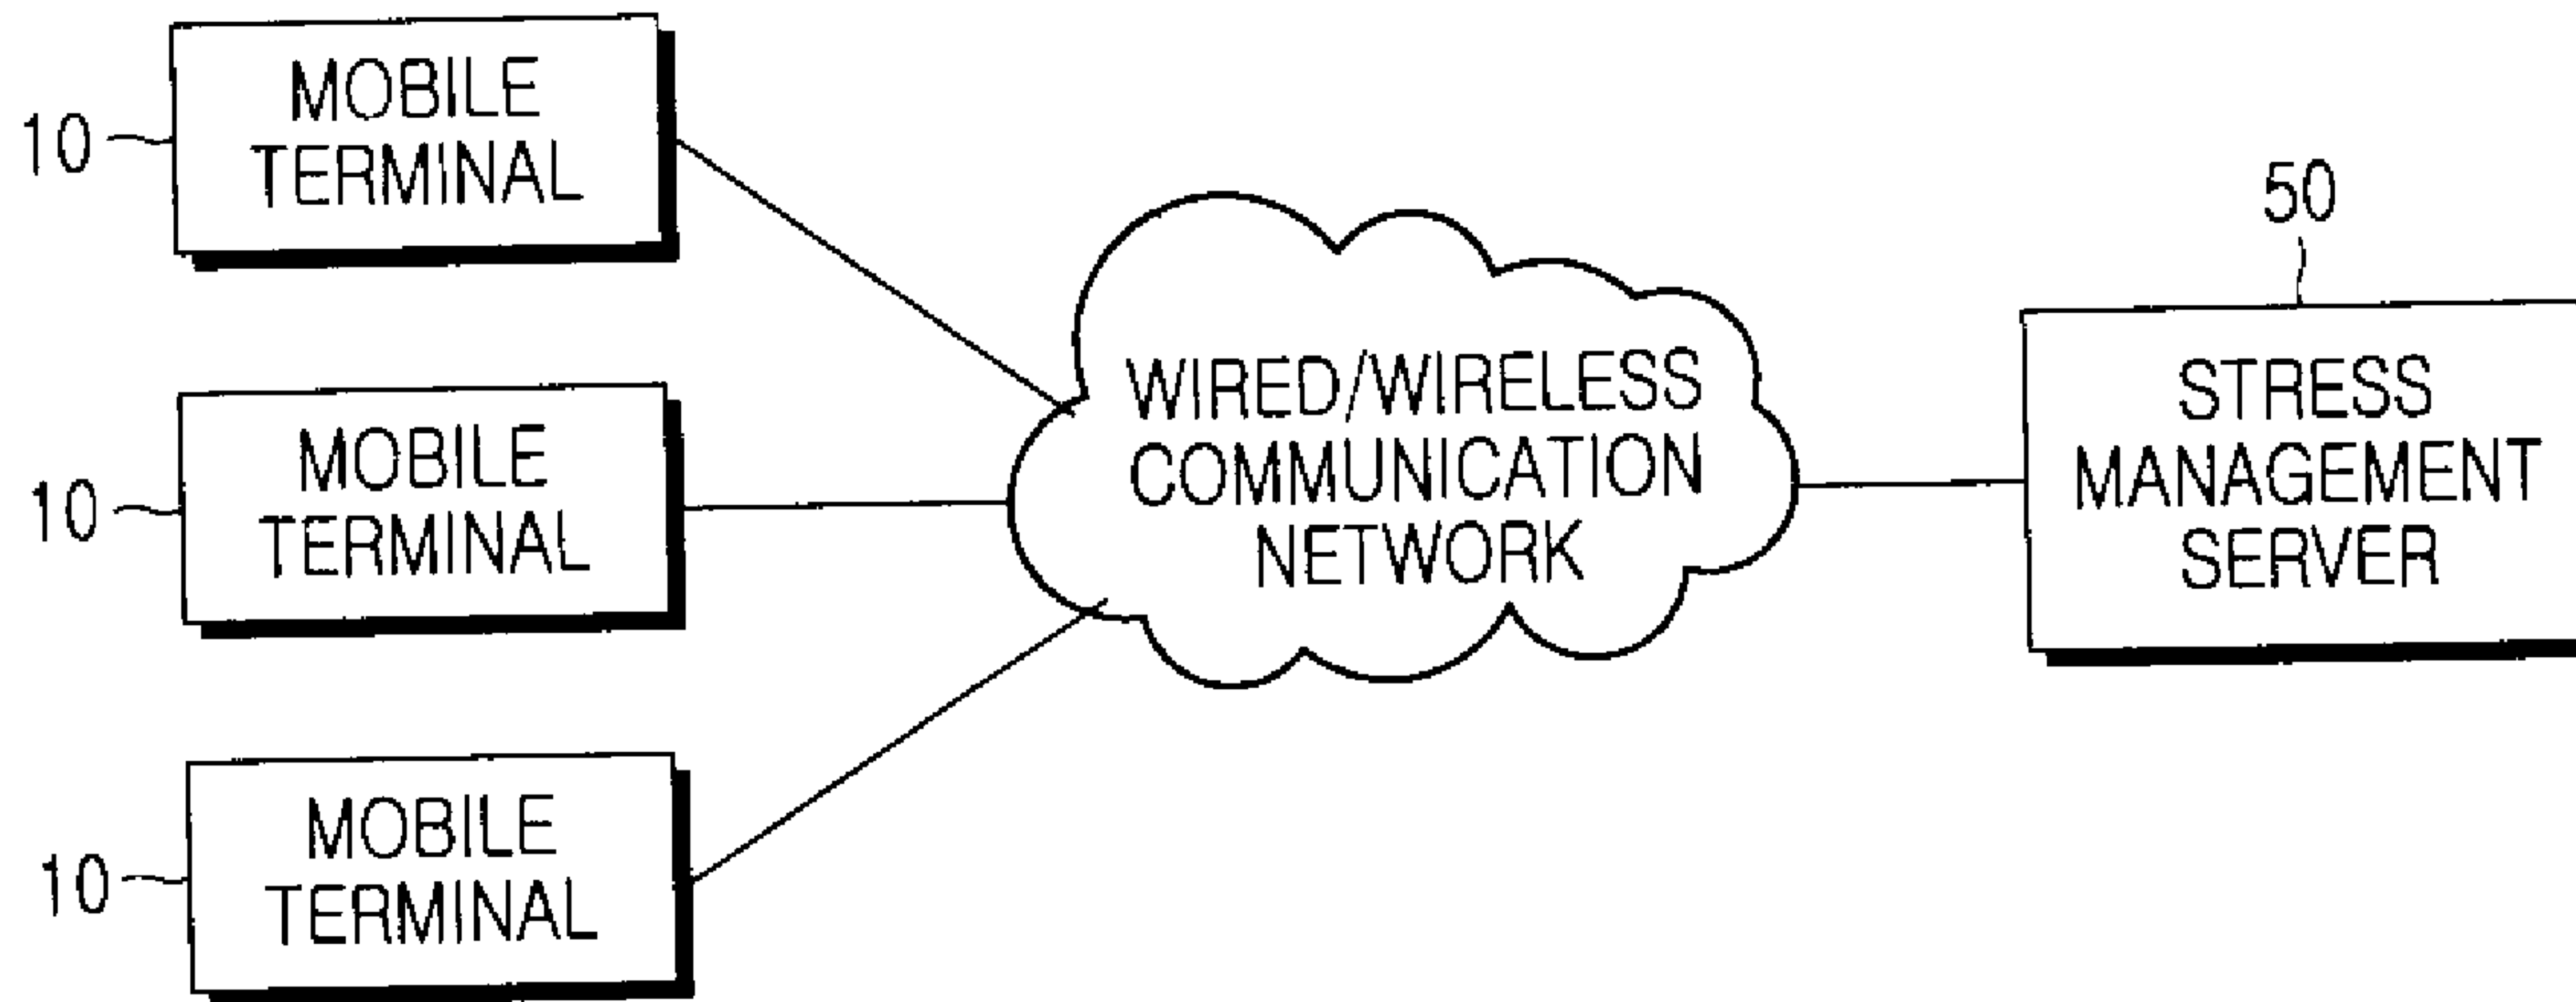 10
MOBILE
TERMINAL
10
MOBILE
TERMINAL
10
MOBILE
TERMINAL
WIRED/WIRELESS
COMMUNICATION
NETWORK
50
STRESS
MANAGEMENT
SERVER